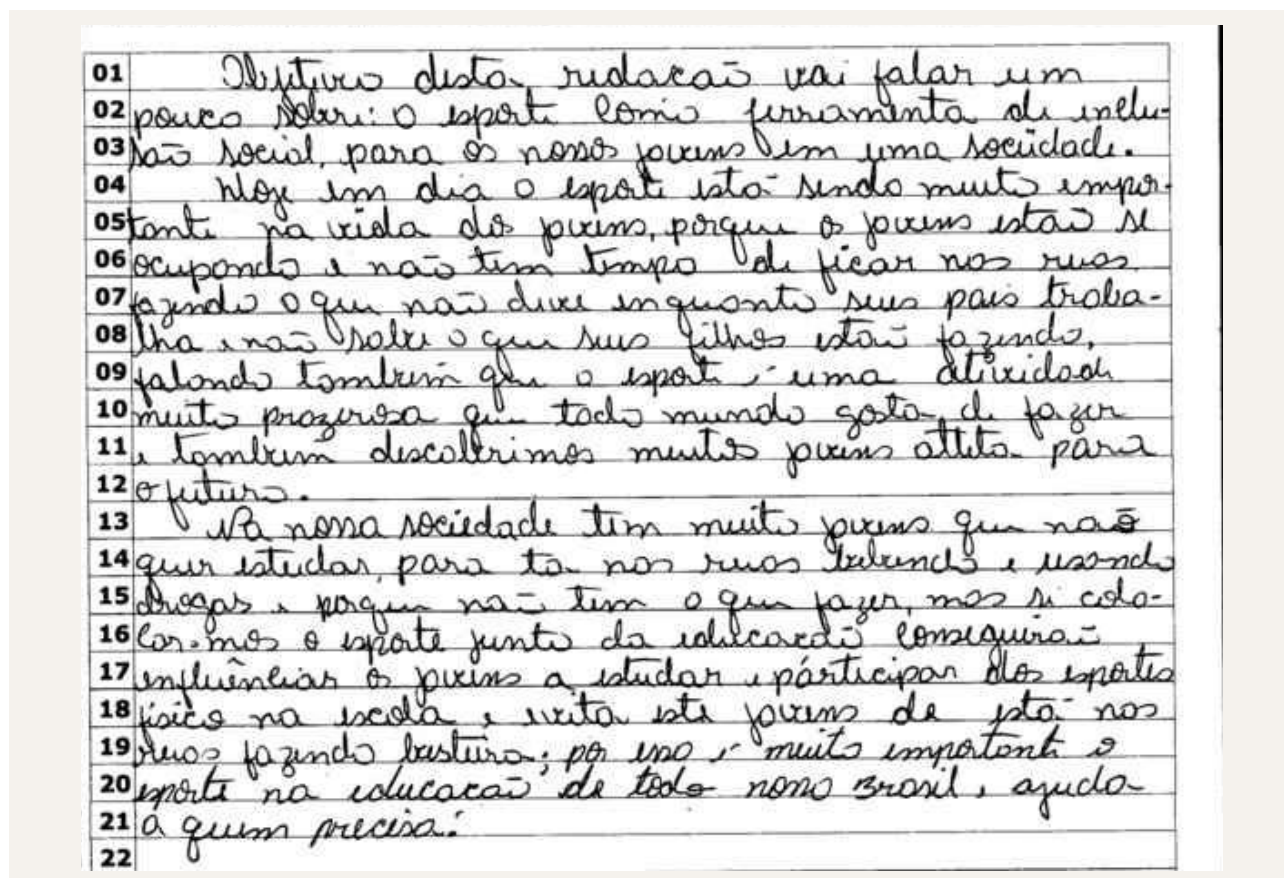 01 Objetivo desta redacaõ vai falar um
02 pouco sobre: o esporte como ferramenta de inclu-
03 saõ social, para os nossos jovens em uma sociedade.
04 Hoje em dia o esporte está sendo muito impor-
05 tante na vida dos jovens, porque os jovens estaõ se
06 ocupando e naõ tem tempo de ficar nas ruas
07 fazendo o que naõ deve enquanto seus pais traba-
08 lha e naõ sabe o que seus filhos estaõ fazendo,
09 falando também que o esporte é uma atividade
10 muito prazerosa que todo mundo gosta de fazer
11 e também descobrimos muitos jovens atleta para
12 o futuro.
13 Na nossa sociedade tem muito jovens que naõ
14 quer estudar, para ta nas ruas bebendo e usando
15 drogas e porque naõ tem o que fazer, mas si colo-
16 car-mos o esporte junto da educacaõ conseguiraõ
17 influênciar os jovens a estudar e párticipar dos esportes
18 fisico na escola e evita este jovens de está nas
19 ruas fazendo besteira; por isso é muito importante o
20 esporte na educacaõ de todo nosso Brasil e ajuda
21 a quem precisa.
22